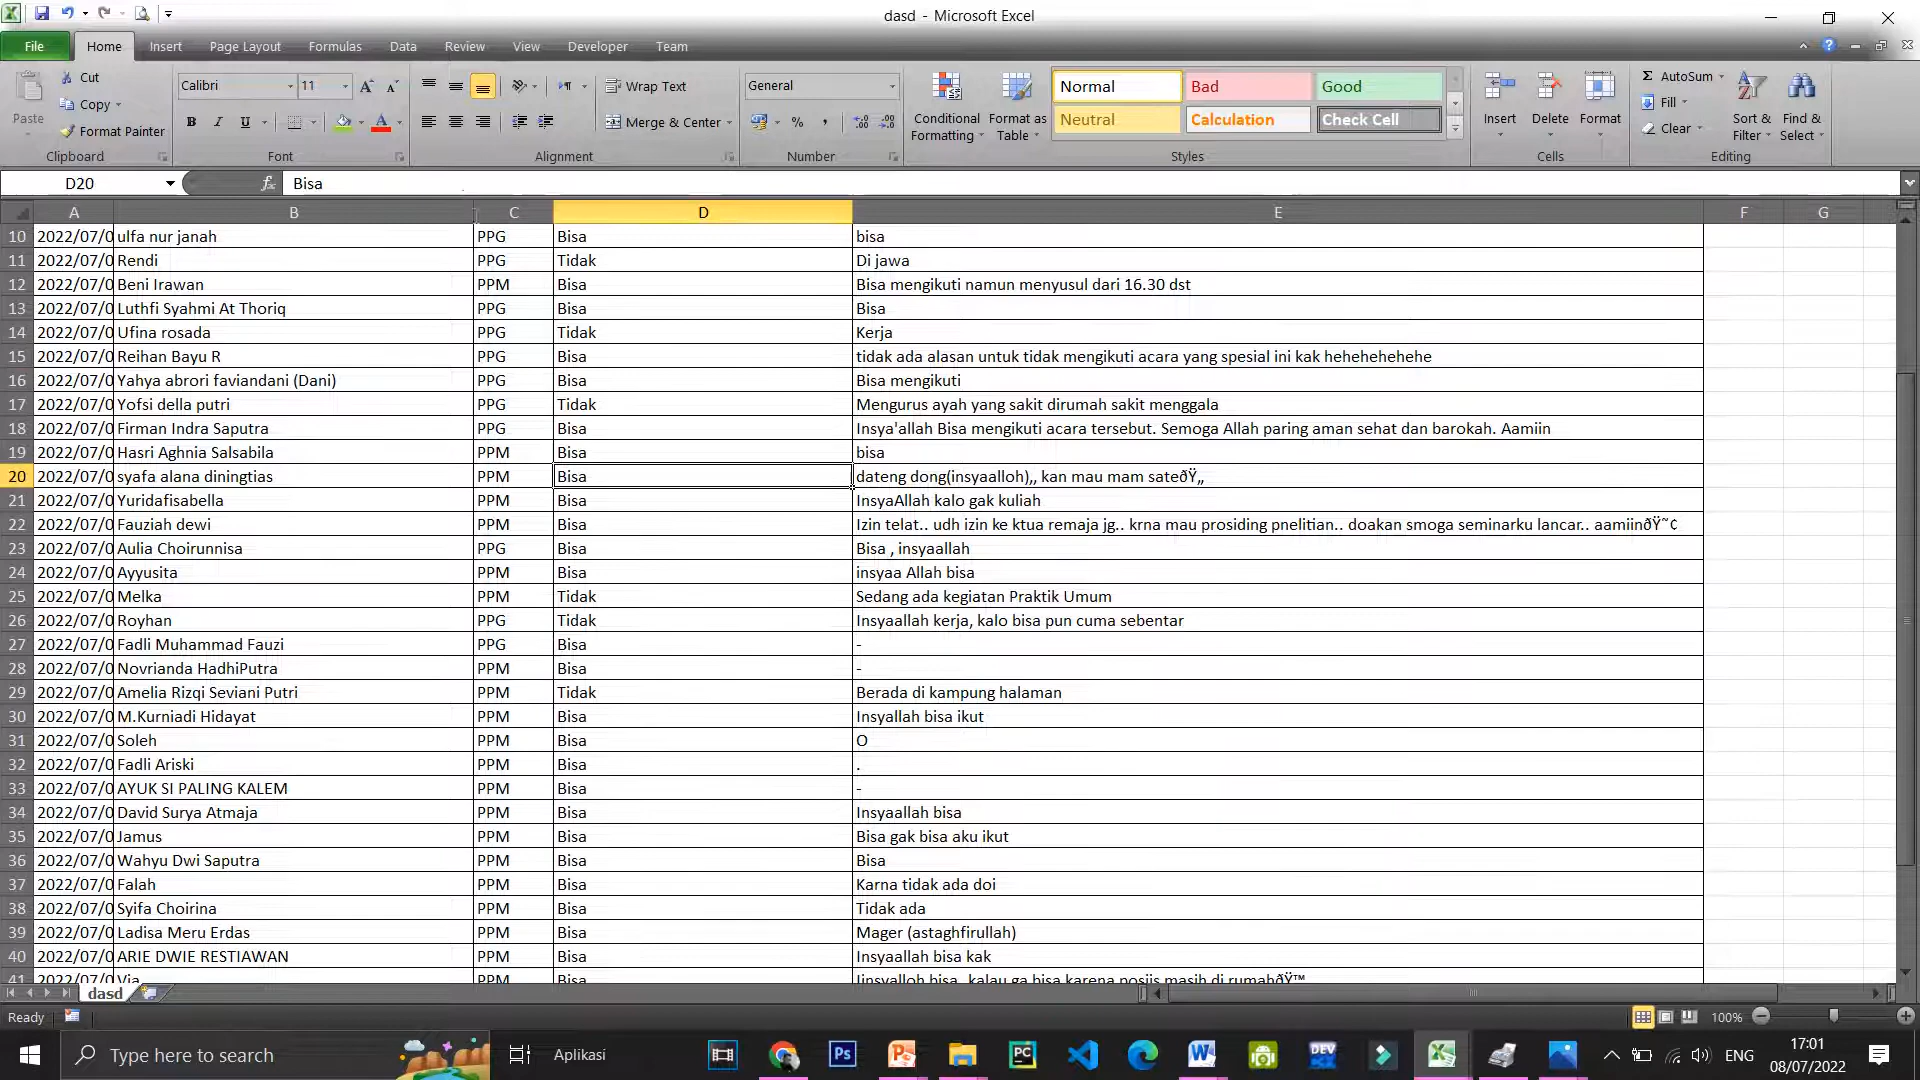 dasd - Microsoft Excel
File Home Insert Page Layout Formulas Data Review View Developer Team
Paste
Cut
Copy
Format Painter
Clipboard
Calibri 11
B I U
Font
Wrap Text
Merge & Center
Alignment
General
Number
Conditional Formatting
Format as Table
Normal Bad Good
Neutral Calculation Check Cell
Styles
Insert Delete Format
Cells
AutoSum
Fill
Clear
Sort & Filter
Find & Select
Editing
D20 fx Bisa
A B C D E F G
10 2022/07/0 ulfa nur janah PPG Bisa bisa
11 2022/07/0 Rendi PPG Tidak Di jawa
12 2022/07/0 Beni Irawan PPM Bisa Bisa mengikuti namun menyusul dari 16.30 dst
13 2022/07/0 Luthfi Syahmi At Thoriq PPG Bisa Bisa
14 2022/07/0 Ufina rosada PPG Tidak Kerja
15 2022/07/0 Reihan Bayu R PPG Bisa tidak ada alasan untuk tidak mengikuti acara yang spesial ini kak hehehehehehe
16 2022/07/0 Yahya abrori faviandani (Dani) PPG Bisa Bisa mengikuti
17 2022/07/0 Yofsi della putri PPG Tidak Mengurus ayah yang sakit dirumah sakit menggala
18 2022/07/0 Firman Indra Saputra PPG Bisa Insya'allah Bisa mengikuti acara tersebut. Semoga Allah paring aman sehat dan barokah. Aamiin
19 2022/07/0 Hasri Aghnia Salsabila PPM Bisa bisa
20 2022/07/0 syafa alana diningtias PPM Bisa dateng dong(insyaalloh),, kan mau mam sateðŸ„
21 2022/07/0 Yuridafisabella PPM Bisa InsyaAllah kalo gak kuliah
22 2022/07/0 Fauziah dewi PPM Bisa Izin telat.. udh izin ke ktua remaja jg.. krna mau prosiding pnelitian.. doakan smoga seminarku lancar.. aamiinðŸ˜¢
23 2022/07/0 Aulia Choirunnisa PPG Bisa Bisa , insyaallah
24 2022/07/0 Ayyusita PPM Bisa insyaa Allah bisa
25 2022/07/0 Melka PPM Tidak Sedang ada kegiatan Praktik Umum
26 2022/07/0 Royhan PPG Tidak Insyaallah kerja, kalo bisa pun cuma sebentar
27 2022/07/0 Fadli Muhammad Fauzi PPG Bisa -
28 2022/07/0 Novrianda HadhiPutra PPM Bisa -
29 2022/07/0 Amelia Rizqi Seviani Putri PPM Tidak Berada di kampung halaman
30 2022/07/0 M.Kurniadi Hidayat PPM Bisa Insyallah bisa ikut
31 2022/07/0 Soleh PPM Bisa O
32 2022/07/0 Fadli Ariski PPM Bisa .
33 2022/07/0 AYUK SI PALING KALEM PPM Bisa -
34 2022/07/0 David Surya Atmaja PPM Bisa Insyaallah bisa
35 2022/07/0 Jamus PPM Bisa Bisa gak bisa aku ikut
36 2022/07/0 Wahyu Dwi Saputra PPM Bisa Bisa
37 2022/07/0 Falah PPM Bisa Karna tidak ada doi
38 2022/07/0 Syifa Choirina PPM Bisa Tidak ada
39 2022/07/0 Ladisa Meru Erdas PPM Bisa Mager (astaghfirullah)
40 2022/07/0 ARIE DWIE RESTIAWAN PPM Bisa Insyaallah bisa kak
41 2022/07/0 Via PPM Bisa bisa kalau ga bisa karena masih di rumahðŸ™
dasd
Ready 100%
Type here to search Aplikasi
ENG
17:01
08/07/2022